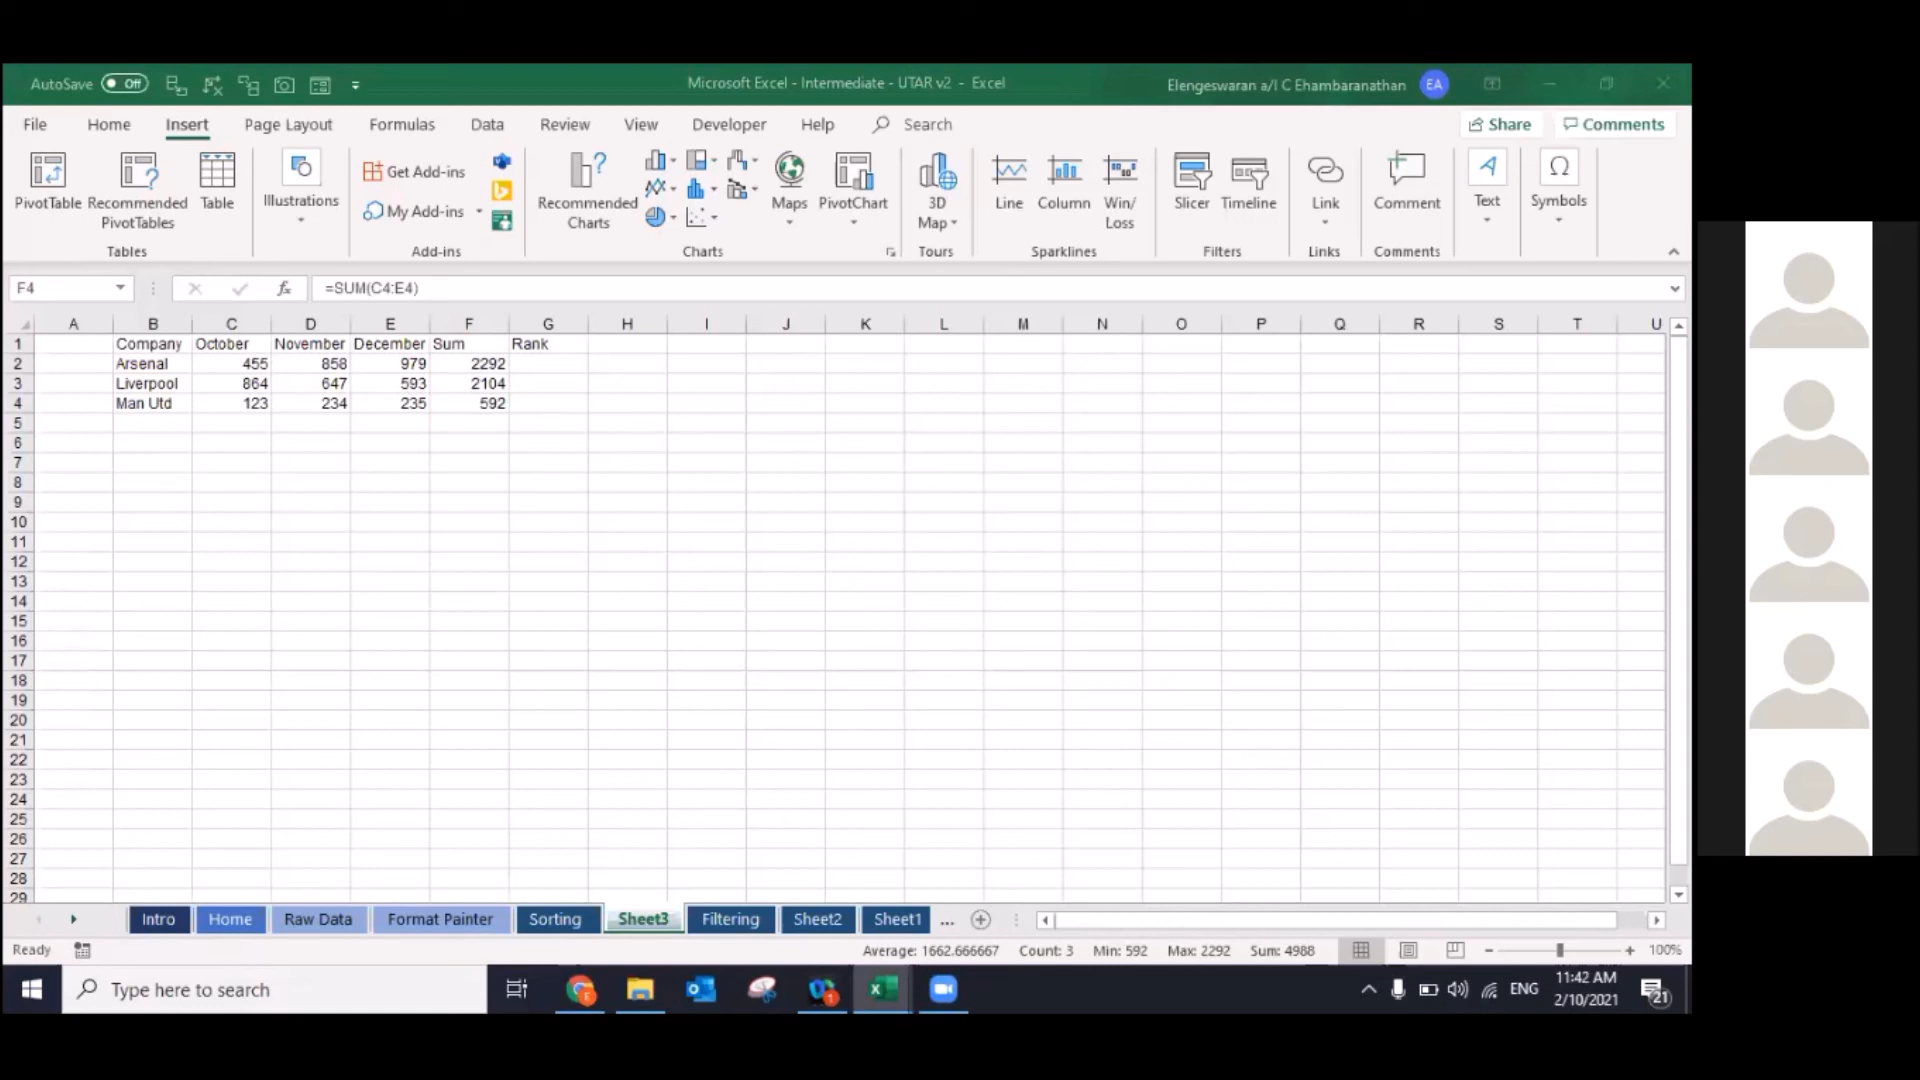 AutoSave Off Microsoft Excel - Intermediate - UTAR v2 - Excel Elengeswaran a/l C Ehambaranathan EA
File Home Insert Page Layout Formulas Data Review View Developer Help Search Share Comments
PivotTable Recommended PivotTables Table Illustrations Get Add-ins My Add-ins Recommended Charts Maps PivotChart 3D Map Line Column Win/Loss Slicer Timeline Link Comment Text Symbols
Tables Add-ins Charts Tours Sparklines Filters Links Comments
F4 fx =SUM(C4:E4)
A B C D E F G H I J K L M N O P Q R S T U
1 Company October November December Sum Rank
2 Arsenal 455 858 979 2292
3 Liverpool 864 647 593 2104
4 Man Utd 123 234 235 592
5
6
7
8
9
10
11
12
13
14
15
16
17
18
19
20
21
22
23
24
25
26
27
28
29
Intro Home Raw Data Format Painter Sorting Sheet3 Filtering Sheet2 Sheet1 ...
Ready Average: 1662.666667 Count: 3 Min: 592 Max: 2292 Sum: 4988 100%
Type here to search ENG 11:42 AM 21
2/10/2021